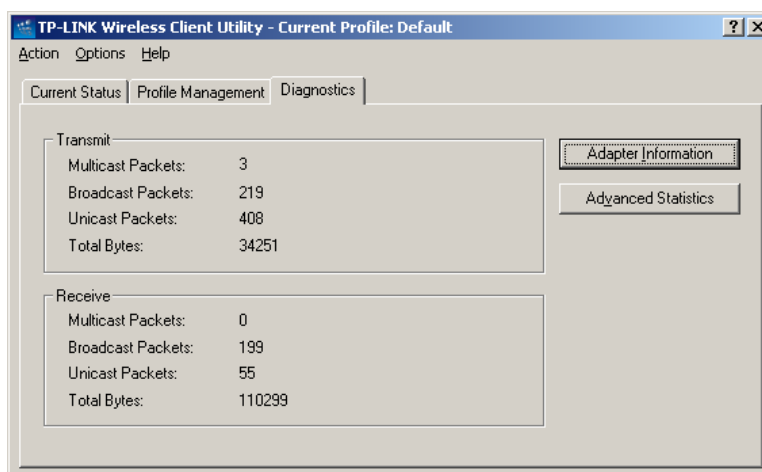 TP-LINK Wireless Client Utility - Current Profile: Default
Action Options Help
Current Status Profile Management Diagnostics
Transmit
Multicast Packets: 3
Broadcast Packets: 219
Unicast Packets: 408
Total Bytes: 34251
Adapter Information
Advanced Statistics
Receive
Multicast Packets: 0
Broadcast Packets: 199
Unicast Packets: 55
Total Bytes: 110299